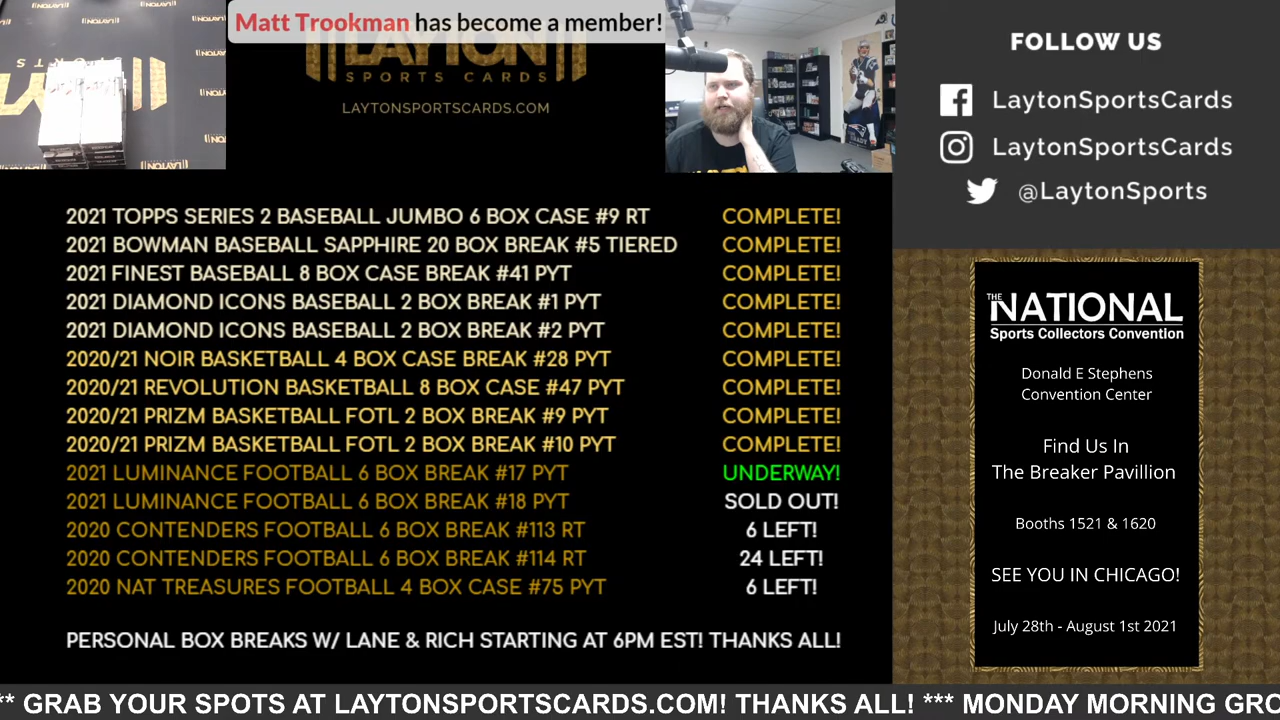 Matt Trookman has become a member!
LAYTON
SPORTS CARDS
LAYTONSPORTSCARDS.COM
2021 TOPPS SERIES 2 BASEBALL JUMBO 6 BOX CASE #9 RT COMPLETE!
2021 BOWMAN BASEBALL SAPPHIRE 20 BOX BREAK #5 TIERED COMPLETE!
2021 FINEST BASEBALL 8 BOX CASE BREAK #41 PYT COMPLETE!
2021 DIAMOND ICONS BASEBALL 2 BOX BREAK #1 PYT COMPLETE!
2021 DIAMOND ICONS BASEBALL 2 BOX BREAK #2 PYT COMPLETE!
2020/21 NOIR BASKETBALL 4 BOX CASE BREAK #28 PYT COMPLETE!
2020/21 REVOLUTION BASKETBALL 8 BOX CASE #47 PYT COMPLETE!
2020/21 PRIZM BASKETBALL FOTL 2 BOX BREAK #9 PYT COMPLETE!
2020/21 PRIZM BASKETBALL FOTL 2 BOX BREAK #10 PYT COMPLETE!
2021 LUMINANCE FOOTBALL 6 BOX BREAK #17 PYT UNDERWAY!
2021 LUMINANCE FOOTBALL 6 BOX BREAK #18 PYT SOLD OUT!
2020 CONTENDERS FOOTBALL 6 BOX BREAK #113 RT 6 LEFT!
2020 CONTENDERS FOOTBALL 6 BOX BREAK #114 RT 24 LEFT!
2020 NAT TREASURES FOOTBALL 4 BOX CASE #75 PYT 6 LEFT!
PERSONAL BOX BREAKS W/ LANE & RICH STARTING AT 6PM EST! THANKS ALL!
FOLLOW US
LaytonSportsCards
LaytonSportsCards
@LaytonSports
THE NATIONAL
Sports Collectors Convention
Donald E Stephens
Convention Center
Find Us In
The Breaker Pavillion
Booths 1521 & 1620
SEE YOU IN CHICAGO!
July 28th - August 1st 2021
** GRAB YOUR SPOTS AT LAYTONSPORTSCARDS.COM! THANKS ALL! *** MONDAY MORNING GRO